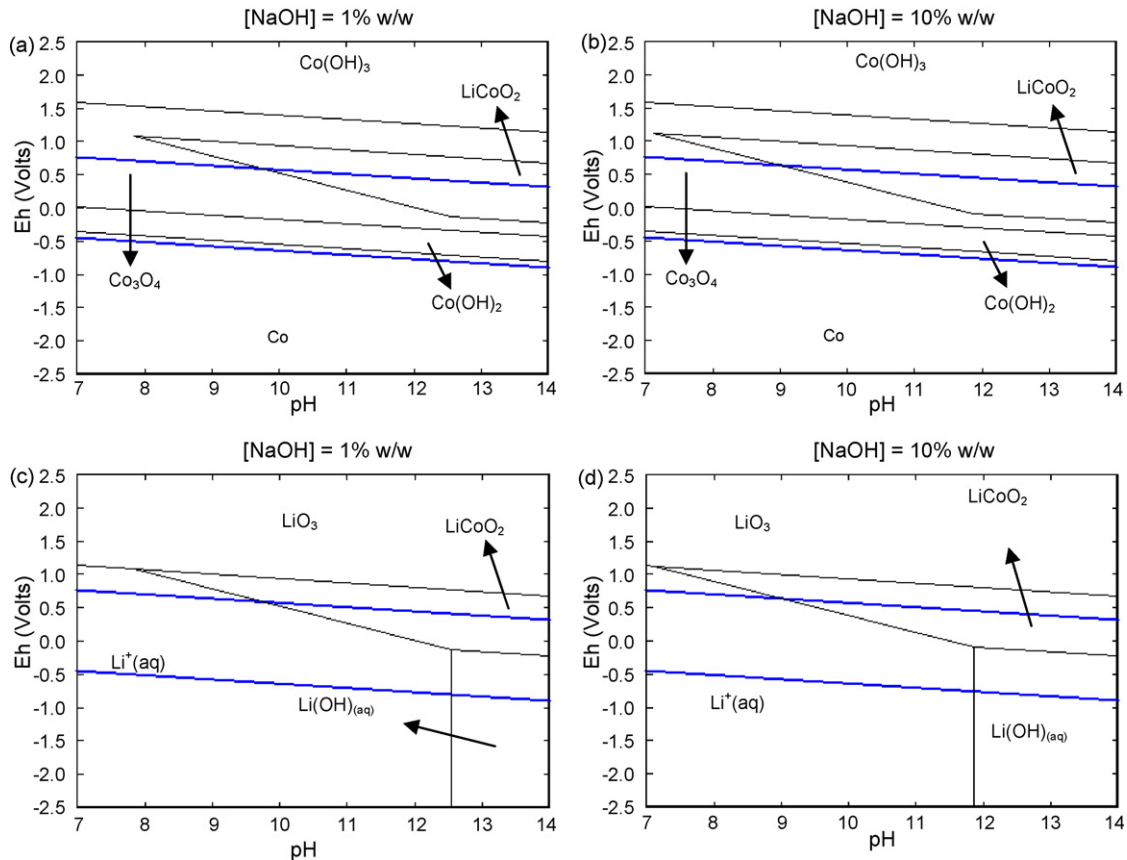 [NaOH] = 1% w/w
(a)
Co(OH)₃
LiCoO₂
Co₃O₄
Co(OH)₂
Co
Eh (Volts)
2.5
2.0
1.5
1.0
0.5
0.0
-0.5
-1.0
-1.5
-2.0
-2.5
7 8 9 10 11 12 13 14
pH
[NaOH] = 10% w/w
(b)
Co(OH)₃
LiCoO₂
Co₃O₄
Co(OH)₂
Co
Eh (Volts)
2.5
2.0
1.5
1.0
0.5
0.0
-0.5
-1.0
-1.5
-2.0
-2.5
7 8 9 10 11 12 13 14
pH
[NaOH] = 1% w/w
(c)
LiO₃
LiCoO₂
Li⁺(aq)
Li(OH)₍aq₎
Eh (Volts)
2.5
2.0
1.5
1.0
0.5
0.0
-0.5
-1.0
-1.5
-2.0
-2.5
7 8 9 10 11 12 13 14
pH
[NaOH] = 10% w/w
(d)
LiO₃
LiCoO₂
Li⁺(aq)
Li(OH)₍aq₎
Eh (Volts)
2.5
2.0
1.5
1.0
0.5
0.0
-0.5
-1.0
-1.5
-2.0
-2.5
7 8 9 10 11 12 13 14
pH